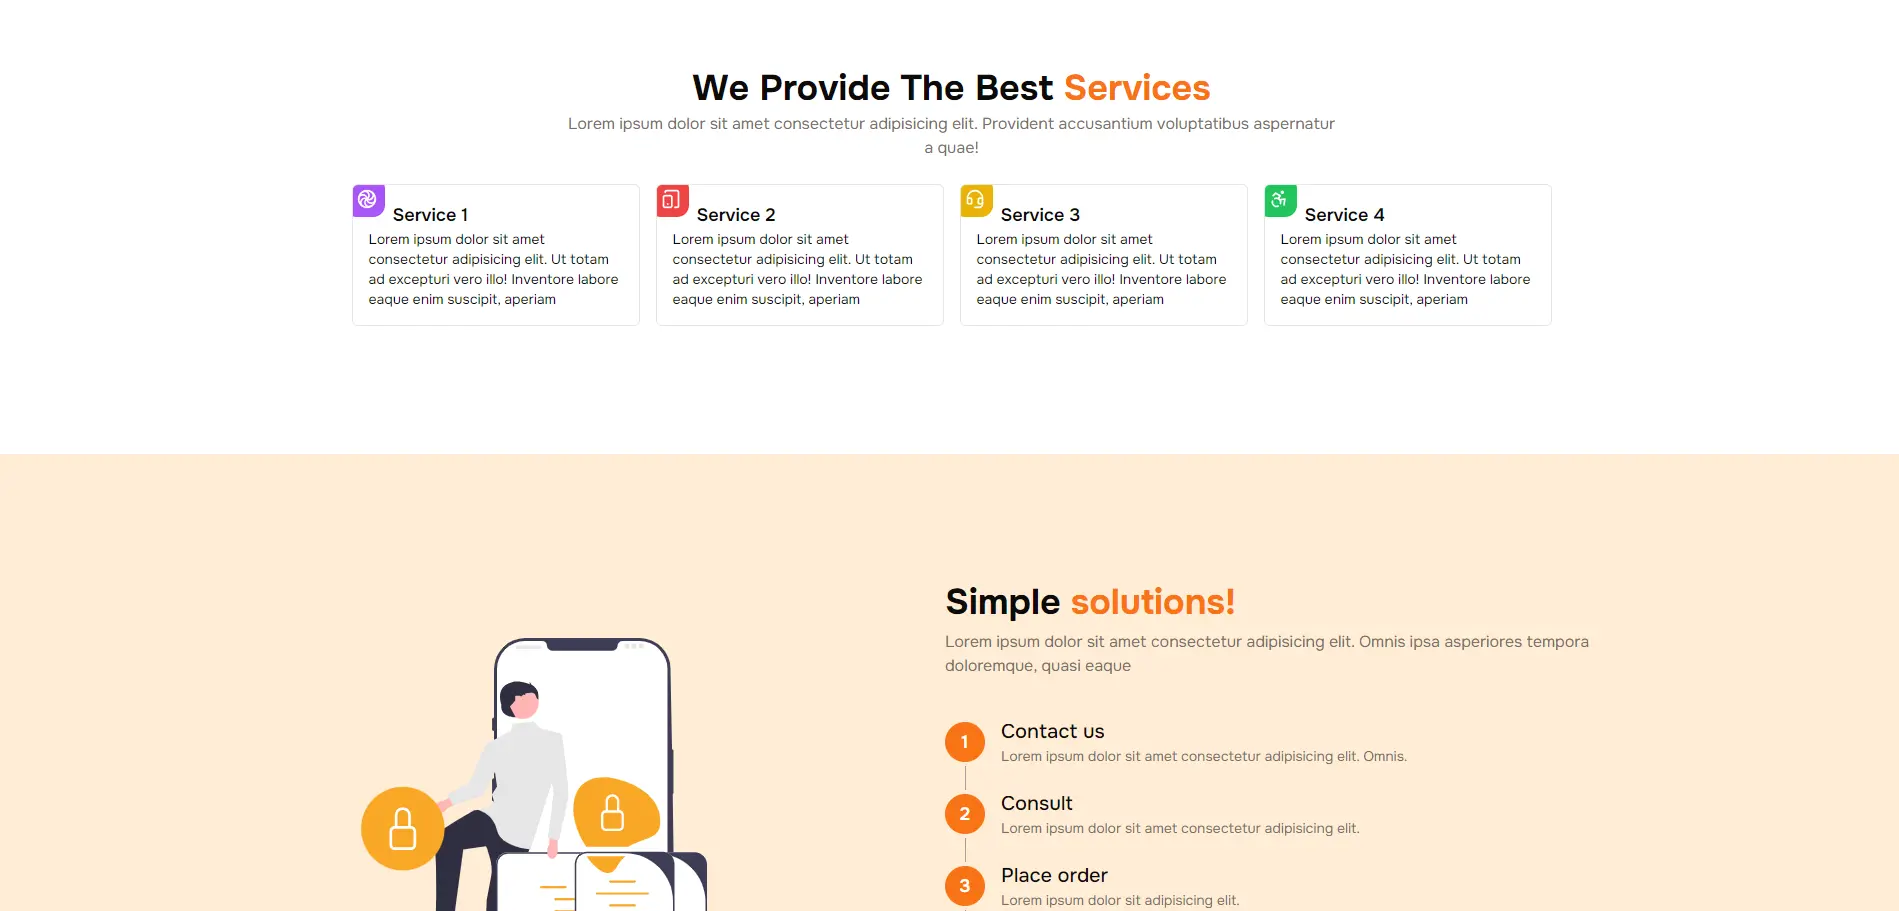 We Provide The Best Services
Lorem ipsum dolor sit amet consectetur adipisicing elit. Provident accusantium voluptatibus aspernatur
a quae!
Service 1
Lorem ipsum dolor sit amet
consectetur adipisicing elit. Ut totam
ad excepturi vero illo! Inventore labore
eaque enim suscipit, aperiam
Service 2
Lorem ipsum dolor sit amet
consectetur adipisicing elit. Ut totam
ad excepturi vero illo! Inventore labore
eaque enim suscipit, aperiam
Service 3
Lorem ipsum dolor sit amet
consectetur adipisicing elit. Ut totam
ad excepturi vero illo! Inventore labore
eaque enim suscipit, aperiam
Service 4
Lorem ipsum dolor sit amet
consectetur adipisicing elit. Ut totam
ad excepturi vero illo! Inventore labore
eaque enim suscipit, aperiam
Simple solutions!
Lorem ipsum dolor sit amet consectetur adipisicing elit. Omnis ipsa asperiores tempora
doloremque, quasi eaque
1
Contact us
Lorem ipsum dolor sit amet consectetur adipisicing elit. Omnis.
2
Consult
Lorem ipsum dolor sit amet consectetur adipisicing elit.
3
Place order
Lorem ipsum dolor sit adipisicing elit.